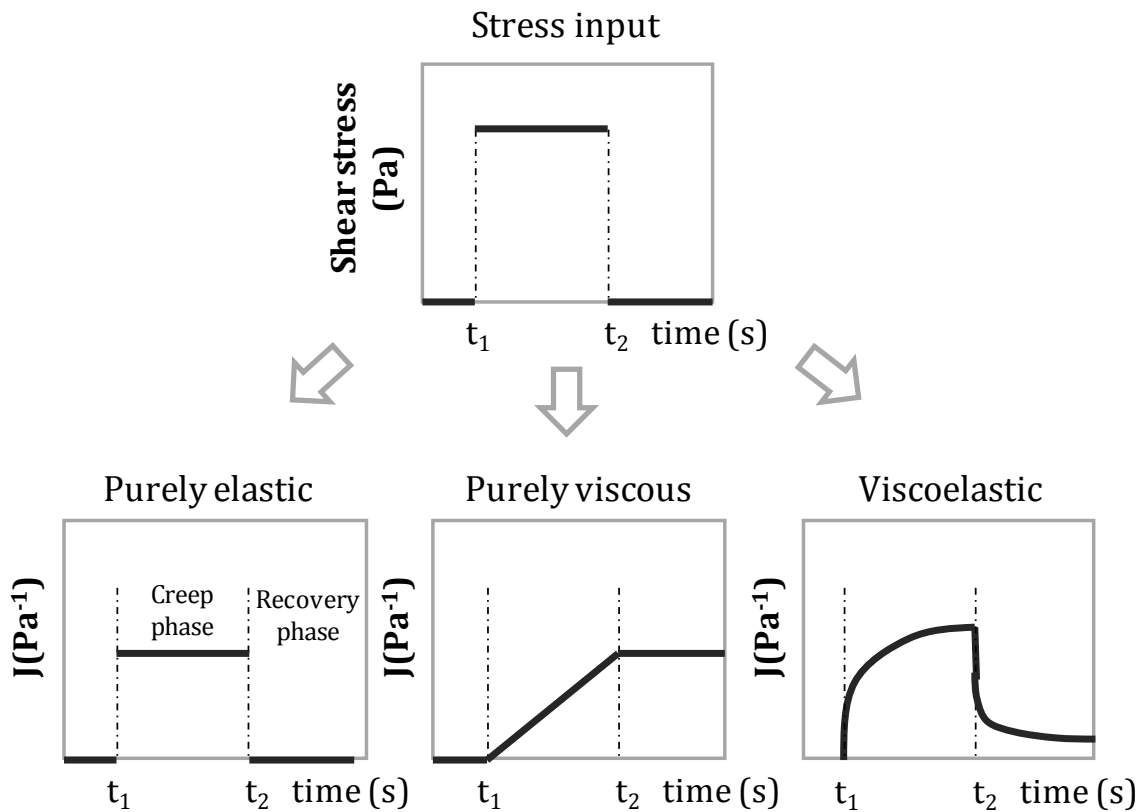 Stress input
Shear stress
(Pa)
t₁
t₂
time (s)
Purely elastic
Purely viscous
Viscoelastic
J(Pa⁻¹)
Creep
phase
Recovery
phase
t₁
t₂
time (s)
J(Pa⁻¹)
t₁
t₂
time (s)
J(Pa⁻¹)
t₁
t₂
time (s)